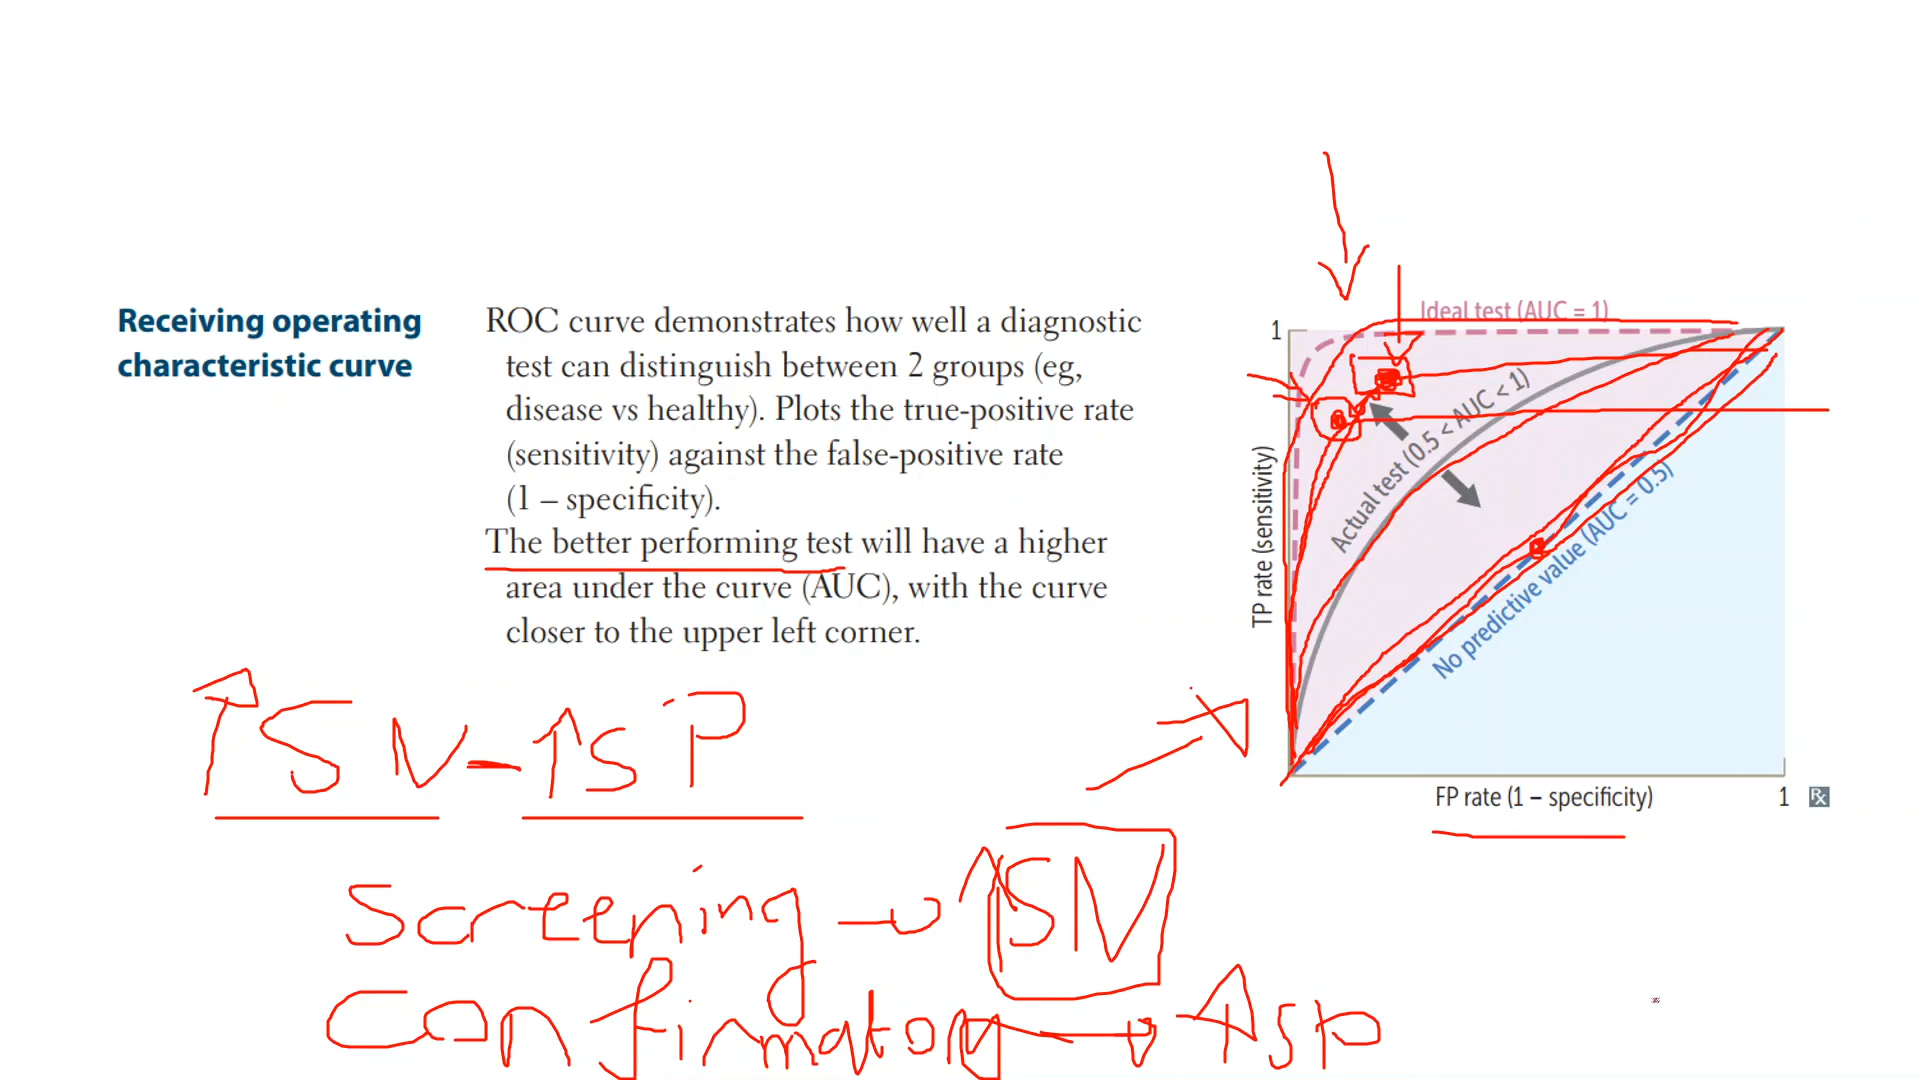 Receiving operating
characteristic curve
ROC curve demonstrates how well a diagnostic
test can distinguish between 2 groups (eg,
disease vs healthy). Plots the true-positive rate
(sensitivity) against the false-positive rate
(1 – specificity).
The better performing test will have a higher
area under the curve (AUC), with the curve
closer to the upper left corner.
Ideal test (AUC = 1)
1
Actual test (0.5 < AUC < 1)
No predictive value (AUC = 0.5)
TP rate (sensitivity)
FP rate (1 – specificity)
1
Rx
↑SN-↑SP
Screening → ↑SN
Confirmatory → ↑SP